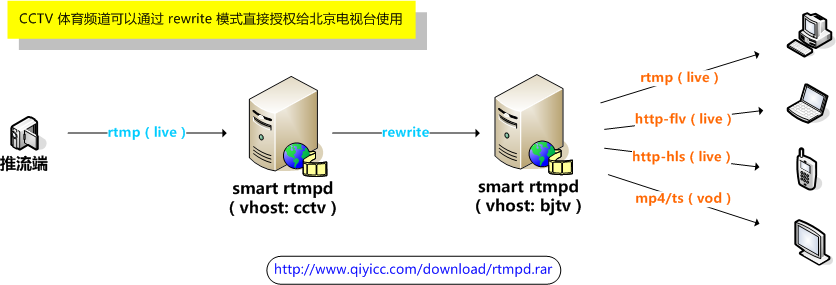 CCTV 体育频道可以通过 rewrite 模式直接授权给北京电视台使用
rtmp（live）
http-flv（live）
rtmp（live）
rewrite
http-hls（live）
推流端
smart rtmpd
（vhost: cctv）
smart rtmpd
（vhost: bjtv）
mp4/ts（vod）
http://www.qiyicc.com/download/rtmpd.rar